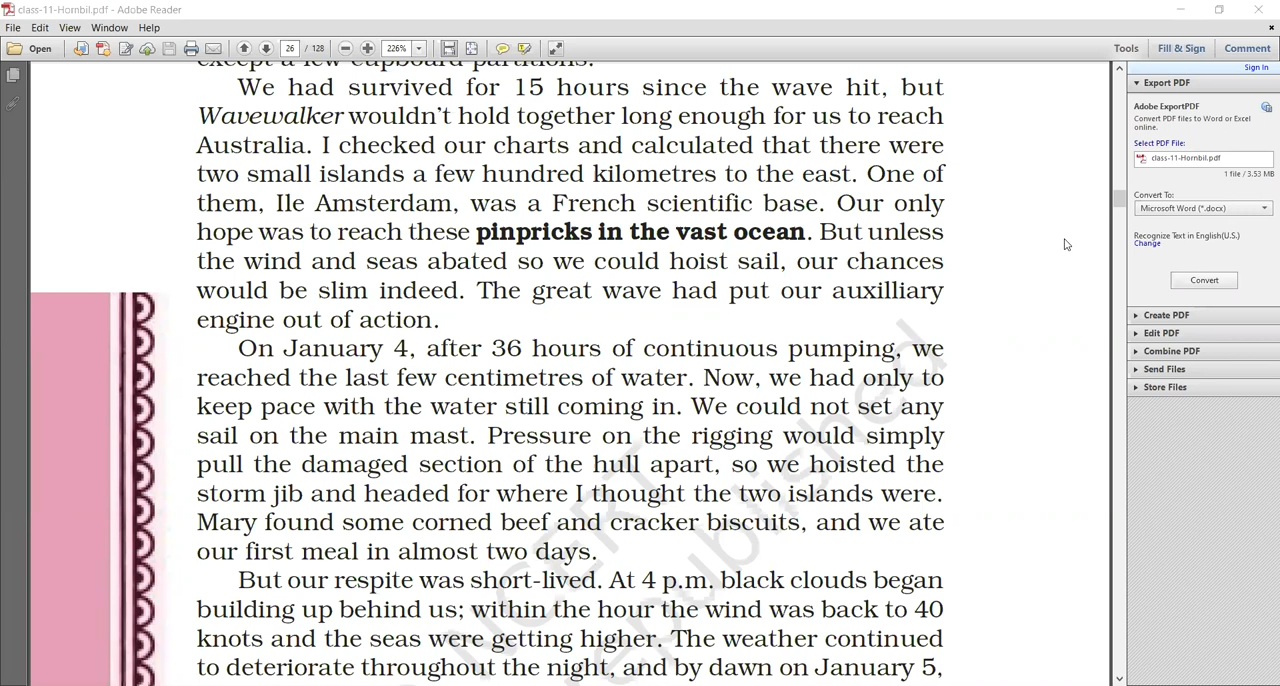 class-11-Hornbil.pdf - Adobe Reader
File Edit View Window Help
Open 26 / 128 226% Tools Fill & Sign Comment
Sign In
Export PDF
Adobe ExportPDF
Convert PDF files to Word or Excel
online.
Select PDF File:
class-11-Hornbil.pdf
1 file / 3.53 MB
Convert To:
Microsoft Word (*.docx)
Recognize Text in English(U.S.)
Change
Convert
Create PDF
Edit PDF
Combine PDF
Send Files
Store Files
except a few cupboard partitions.
We had survived for 15 hours since the wave hit, but
Wavewalker wouldn't hold together long enough for us to reach
Australia. I checked our charts and calculated that there were
two small islands a few hundred kilometres to the east. One of
them, Ile Amsterdam, was a French scientific base. Our only
hope was to reach these pinpricks in the vast ocean. But unless
the wind and seas abated so we could hoist sail, our chances
would be slim indeed. The great wave had put our auxilliary
engine out of action.
On January 4, after 36 hours of continuous pumping, we
reached the last few centimetres of water. Now, we had only to
keep pace with the water still coming in. We could not set any
sail on the main mast. Pressure on the rigging would simply
pull the damaged section of the hull apart, so we hoisted the
storm jib and headed for where I thought the two islands were.
Mary found some corned beef and cracker biscuits, and we ate
our first meal in almost two days.
But our respite was short-lived. At 4 p.m. black clouds began
building up behind us; within the hour the wind was back to 40
knots and the seas were getting higher. The weather continued
to deteriorate throughout the night, and by dawn on January 5,
NCERT
republished